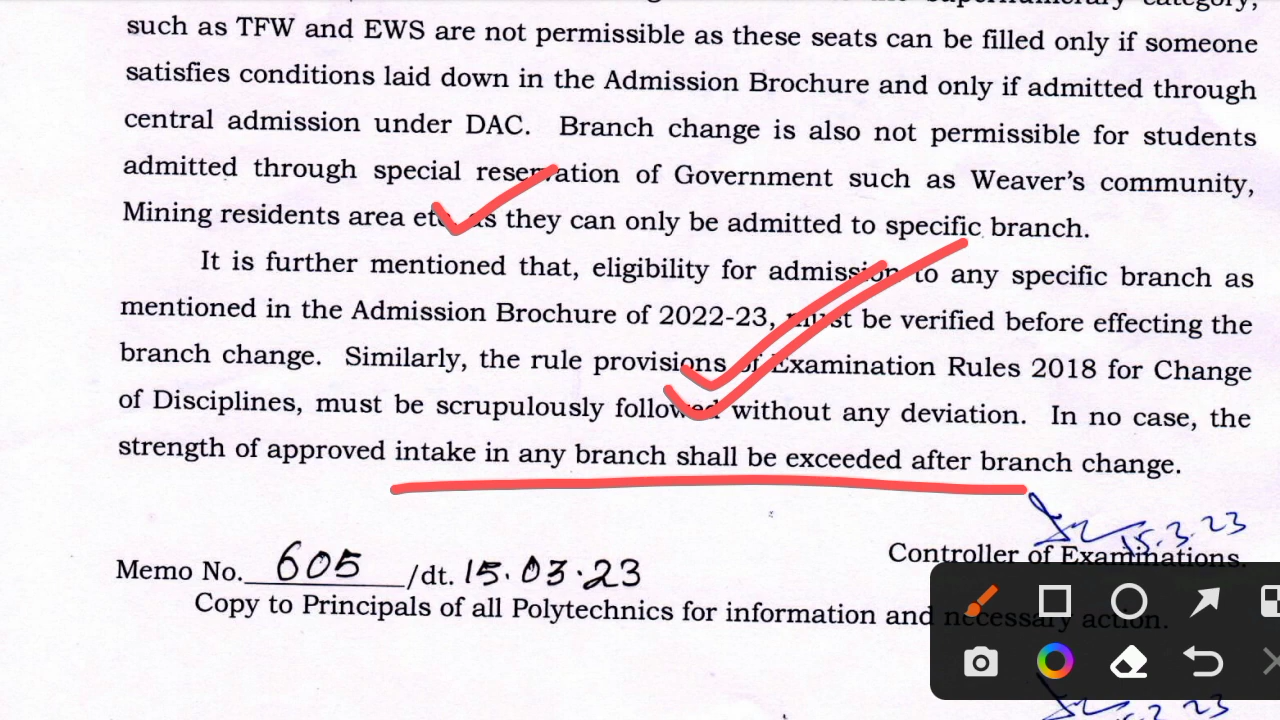 supernumerary category,
such as TFW and EWS are not permissible as these seats can be filled only if someone
satisfies conditions laid down in the Admission Brochure and only if admitted through
central admission under DAC. Branch change is also not permissible for students
admitted through special reservation of Government such as Weaver's community,
Mining residents area etc. as they can only be admitted to specific branch.
It is further mentioned that, eligibility for admission to any specific branch as
mentioned in the Admission Brochure of 2022-23, must be verified before effecting the
branch change. Similarly, the rule provisions of Examination Rules 2018 for Change
of Disciplines, must be scrupulously followed without any deviation. In no case, the
strength of approved intake in any branch shall be exceeded after branch change.
15.3.23
Controller of Examinations.
Memo No. 605 /dt. 15.03.23
Copy to Principals of all Polytechnics for information and necessary action.